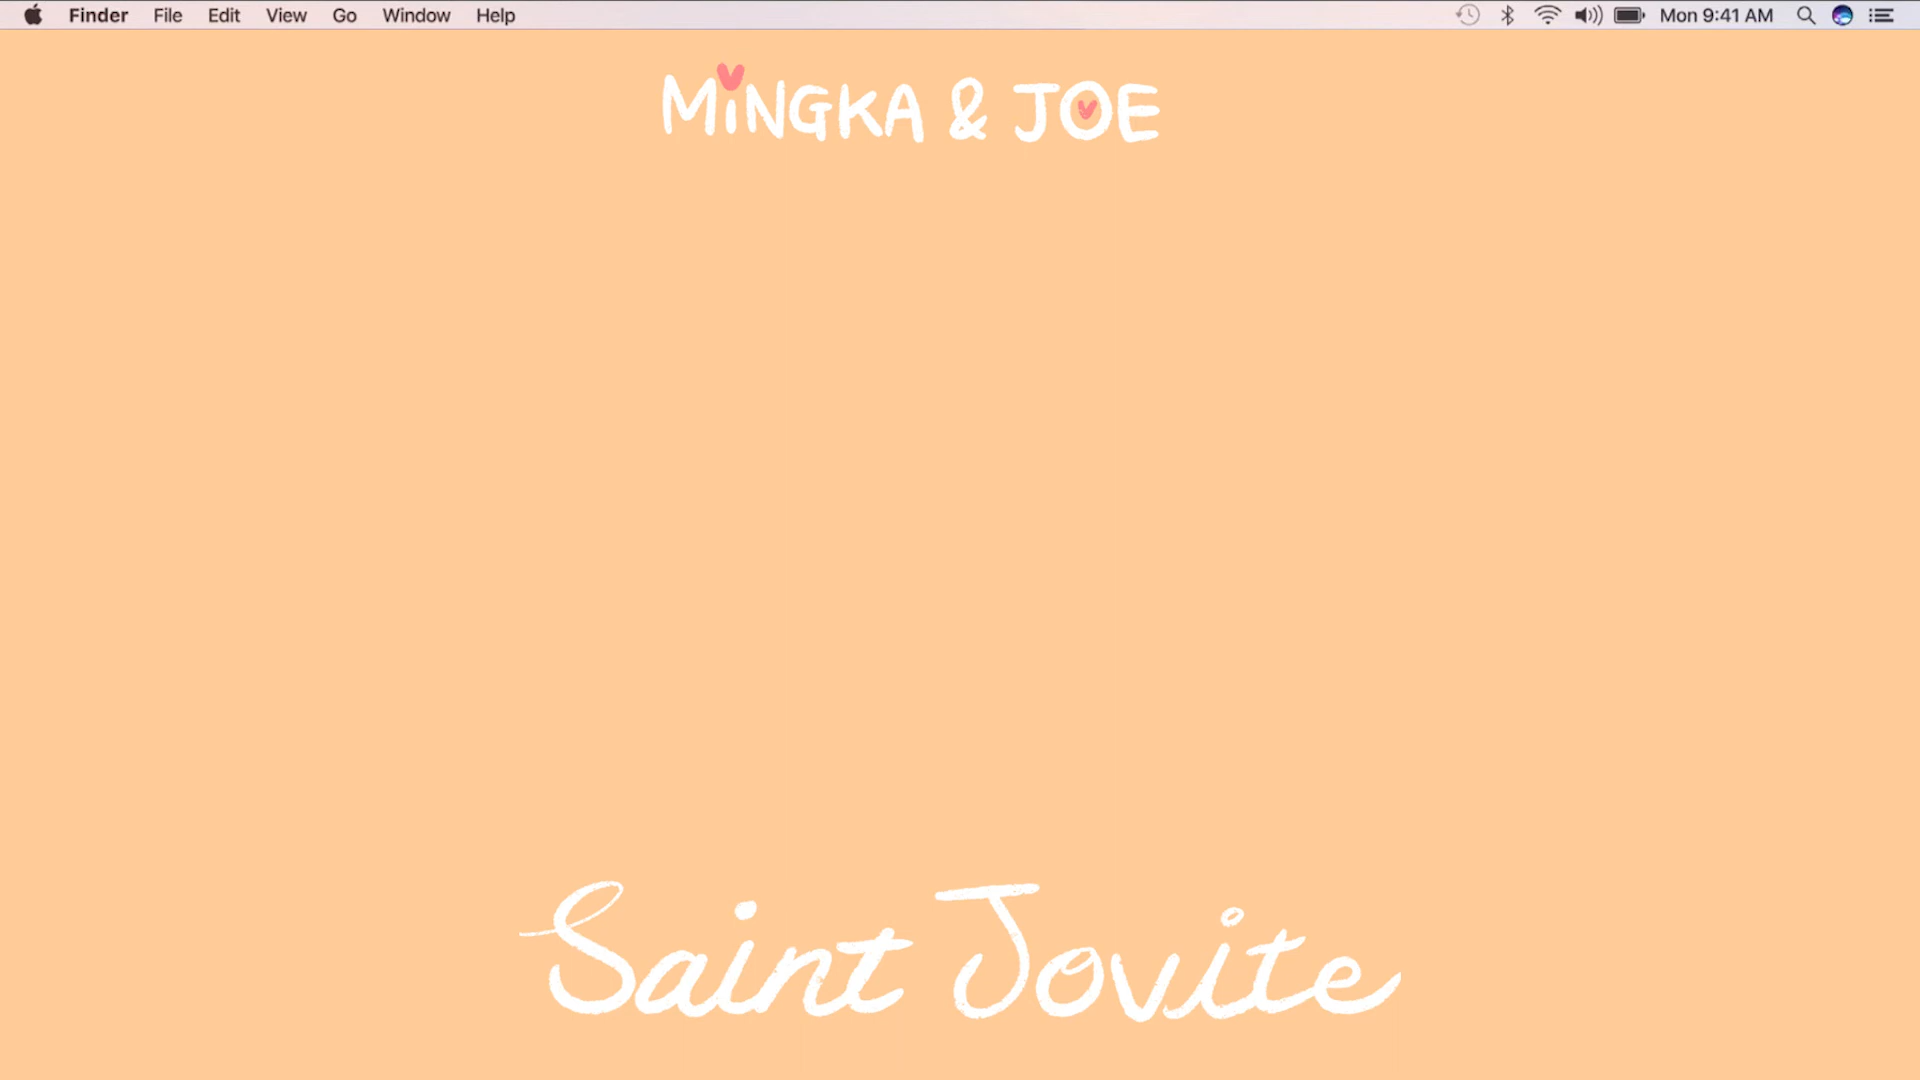 Finder File Edit View Go Window Help Mon 9:41 AM
MiNGKA & JOE
Saint Jovite